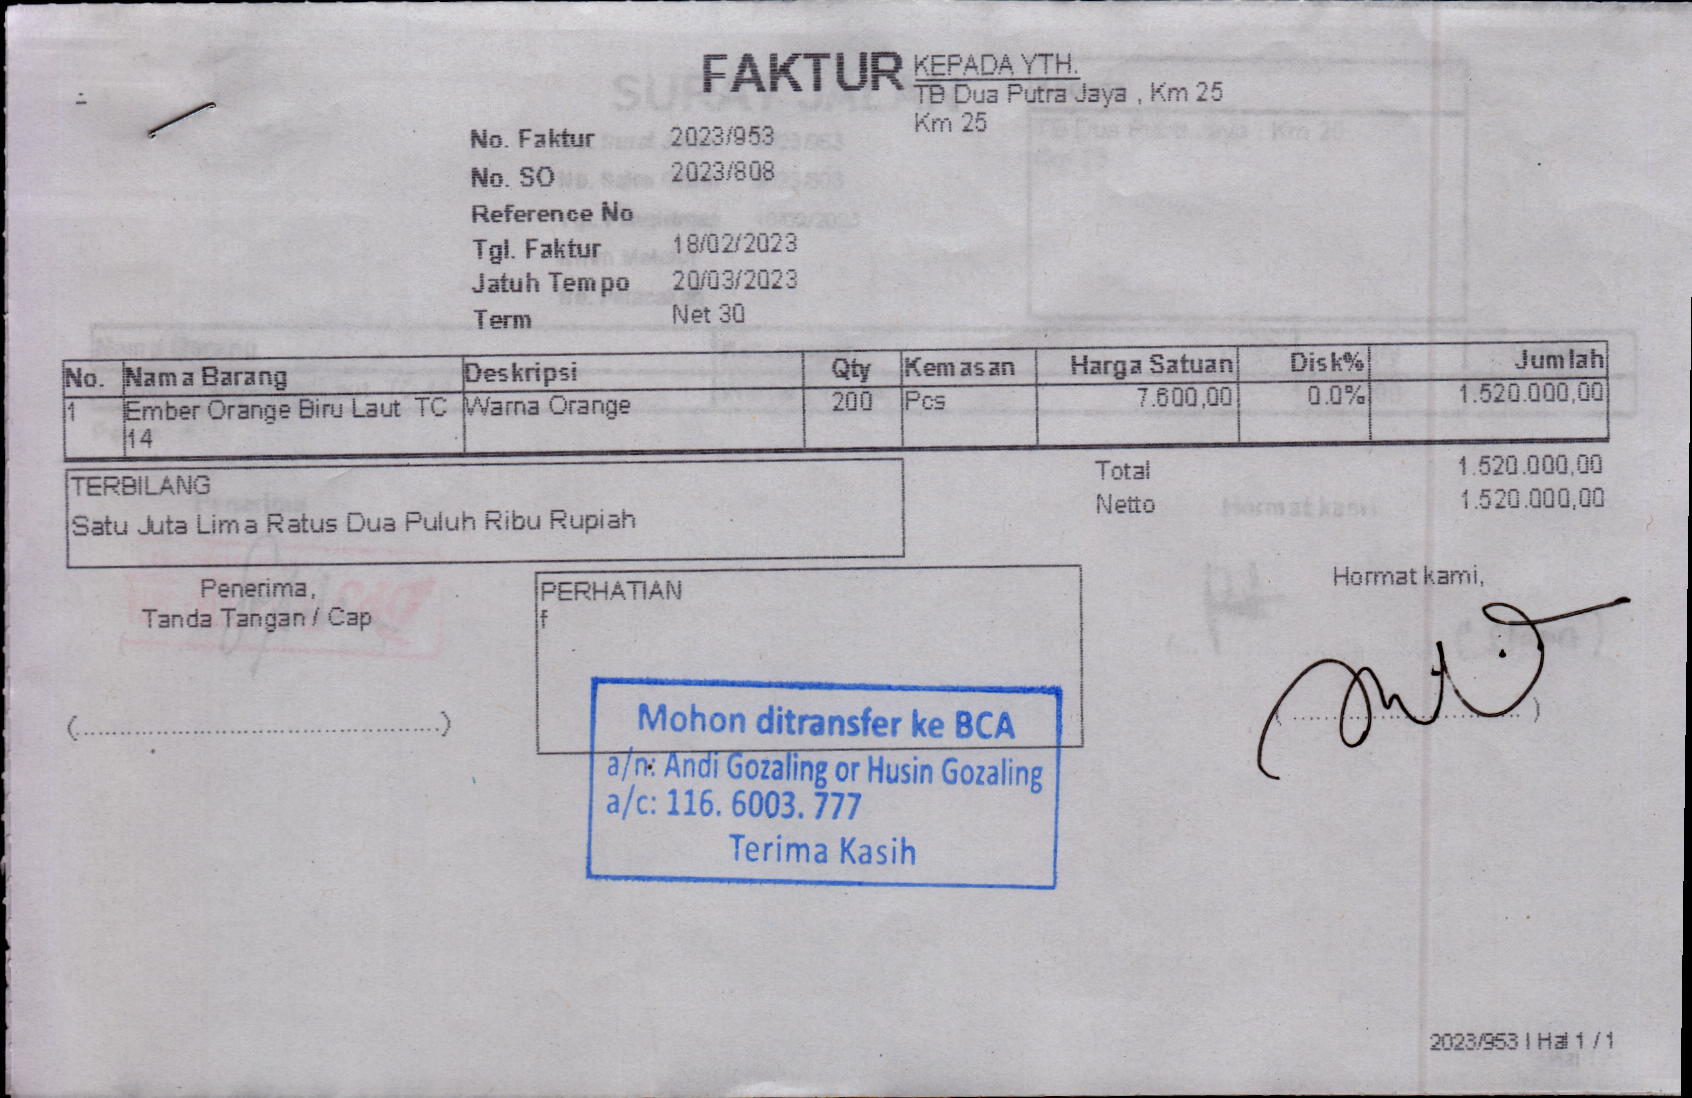 FAKTUR
KEPADA YTH.
TB Dua Putra Jaya , Km 25
Km 25
No. Faktur 2023/953
No. SO 2023/808
Reference No
Tgl. Faktur 18/02/2023
Jatuh Tempo 20/03/2023
Term Net 30
No. Nama Barang Deskripsi Qty Kemasan Harga Satuan Disk% Jumlah
1 Ember Orange Biru Laut TC Warna Orange 200 Pcs 7.600,00 0.0% 1.520.000,00
14
Total 1.520.000,00
Netto 1.520.000,00
TERBILANG
Satu Juta Lima Ratus Dua Puluh Ribu Rupiah
Penerima,
Tanda Tangan / Cap
(...............................................)
PERHATIAN
f
Hormat kami,
Mohon ditransfer ke BCA
a/n: Andi Gozaling or Husin Gozaling
a/c: 116. 6003. 777
Terima Kasih
2023/953 | Hal 1 / 1